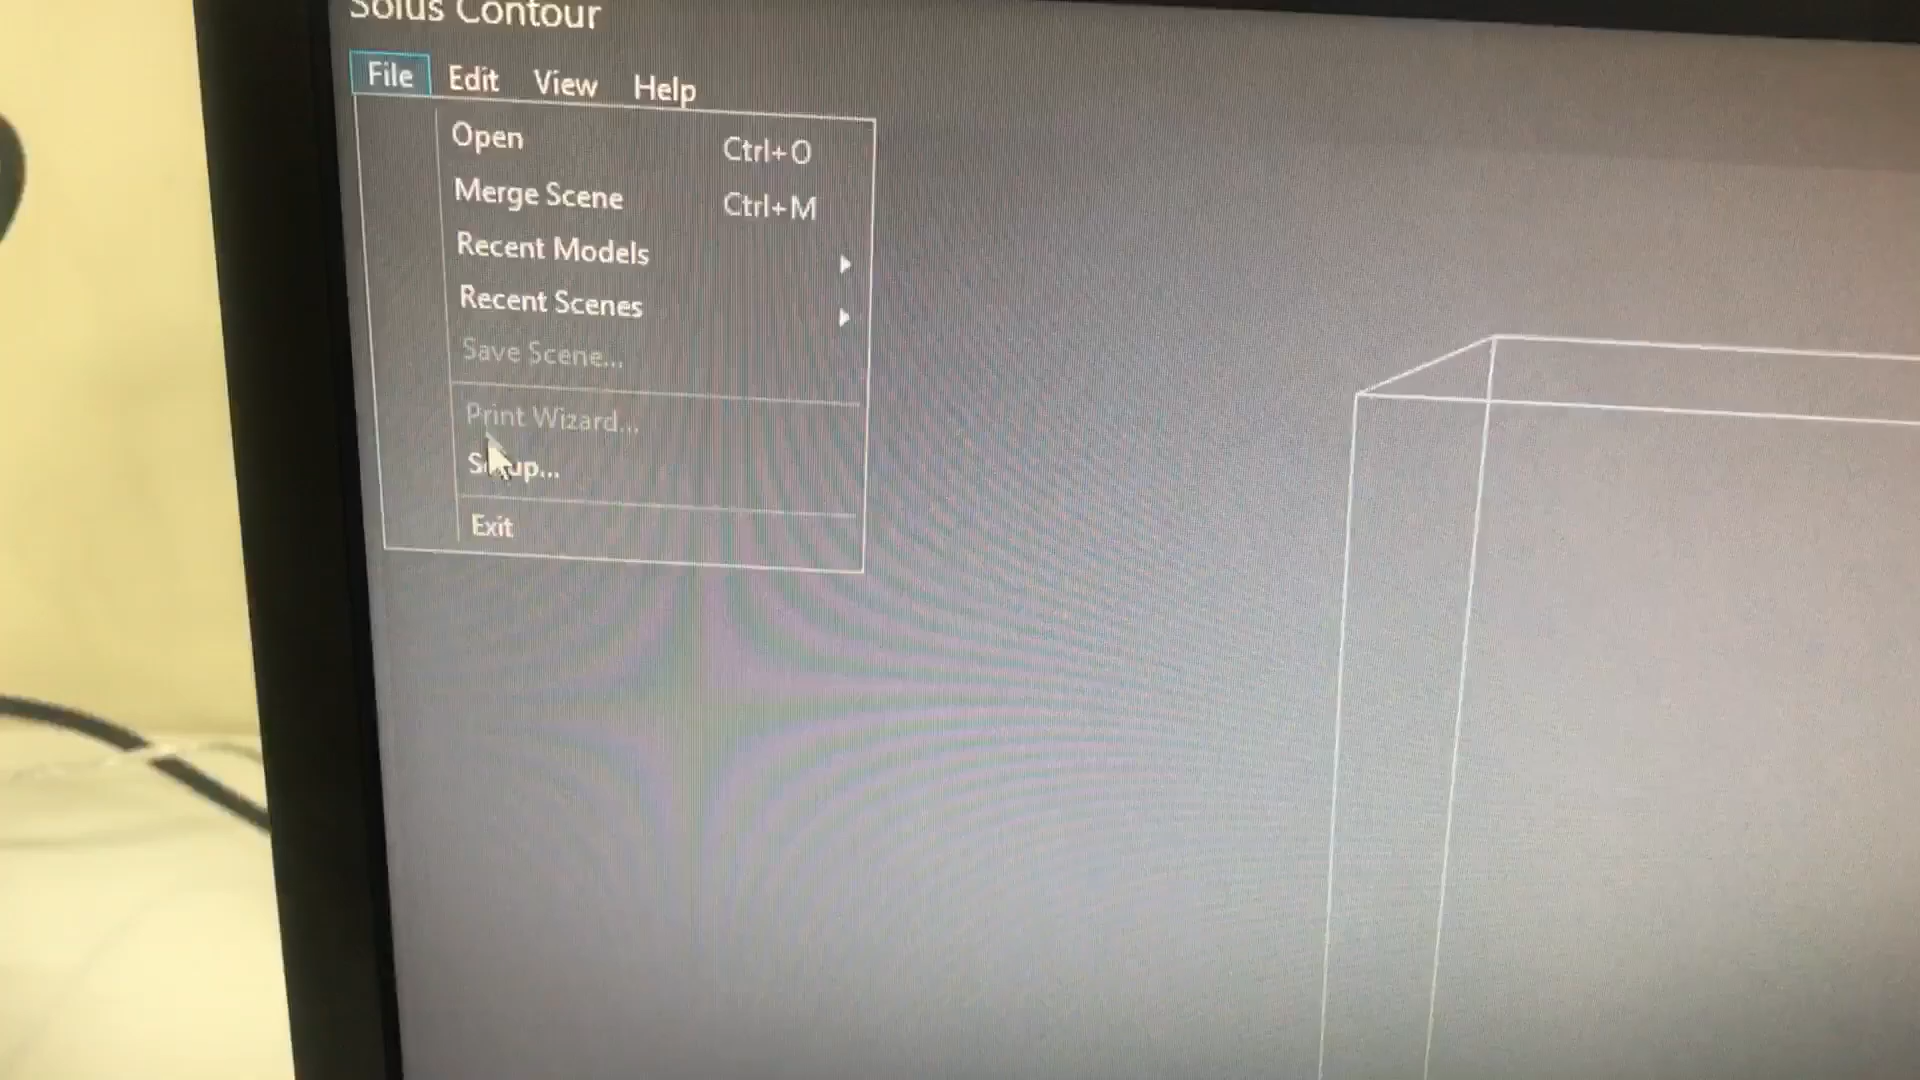 Solus Contour
File Edit View Help
Open Ctrl+O
Merge Scene Ctrl+M
Recent Models
Recent Scenes
Save Scene...
Print Wizard...
Setup...
Exit